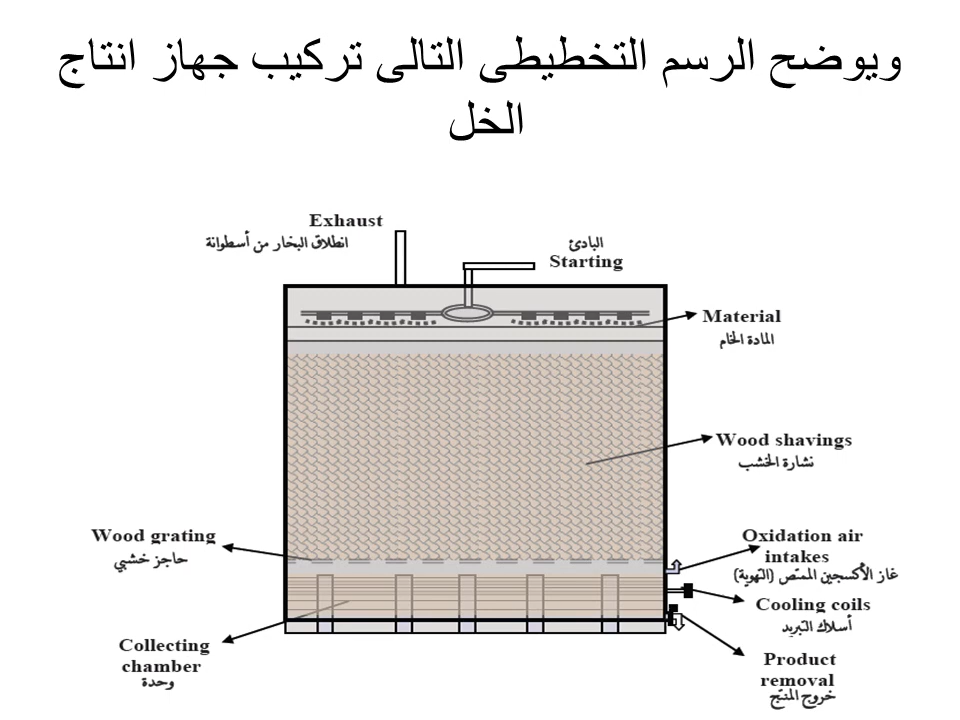 ويوضح الرسم التخطيطى التالى تركيب جهاز انتاج
الخل
Exhaust
انطلاق البخار من أسطوانة
البادئ
Starting
Material
المادة الخام
Wood shavings
نشارة الخشب
Wood grating
حاجز خشبي
Oxidation air
intakes
غاز الأكسجين الممتص (التهوية)
Cooling coils
أسلاك التبريد
Collecting
chamber
وحدة
Product
removal
خروج المنتج